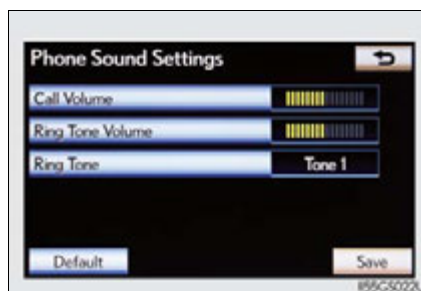 Phone Sound Settings
Call Volume
Ring Tone Volume
Ring Tone Tone 1
Default Save